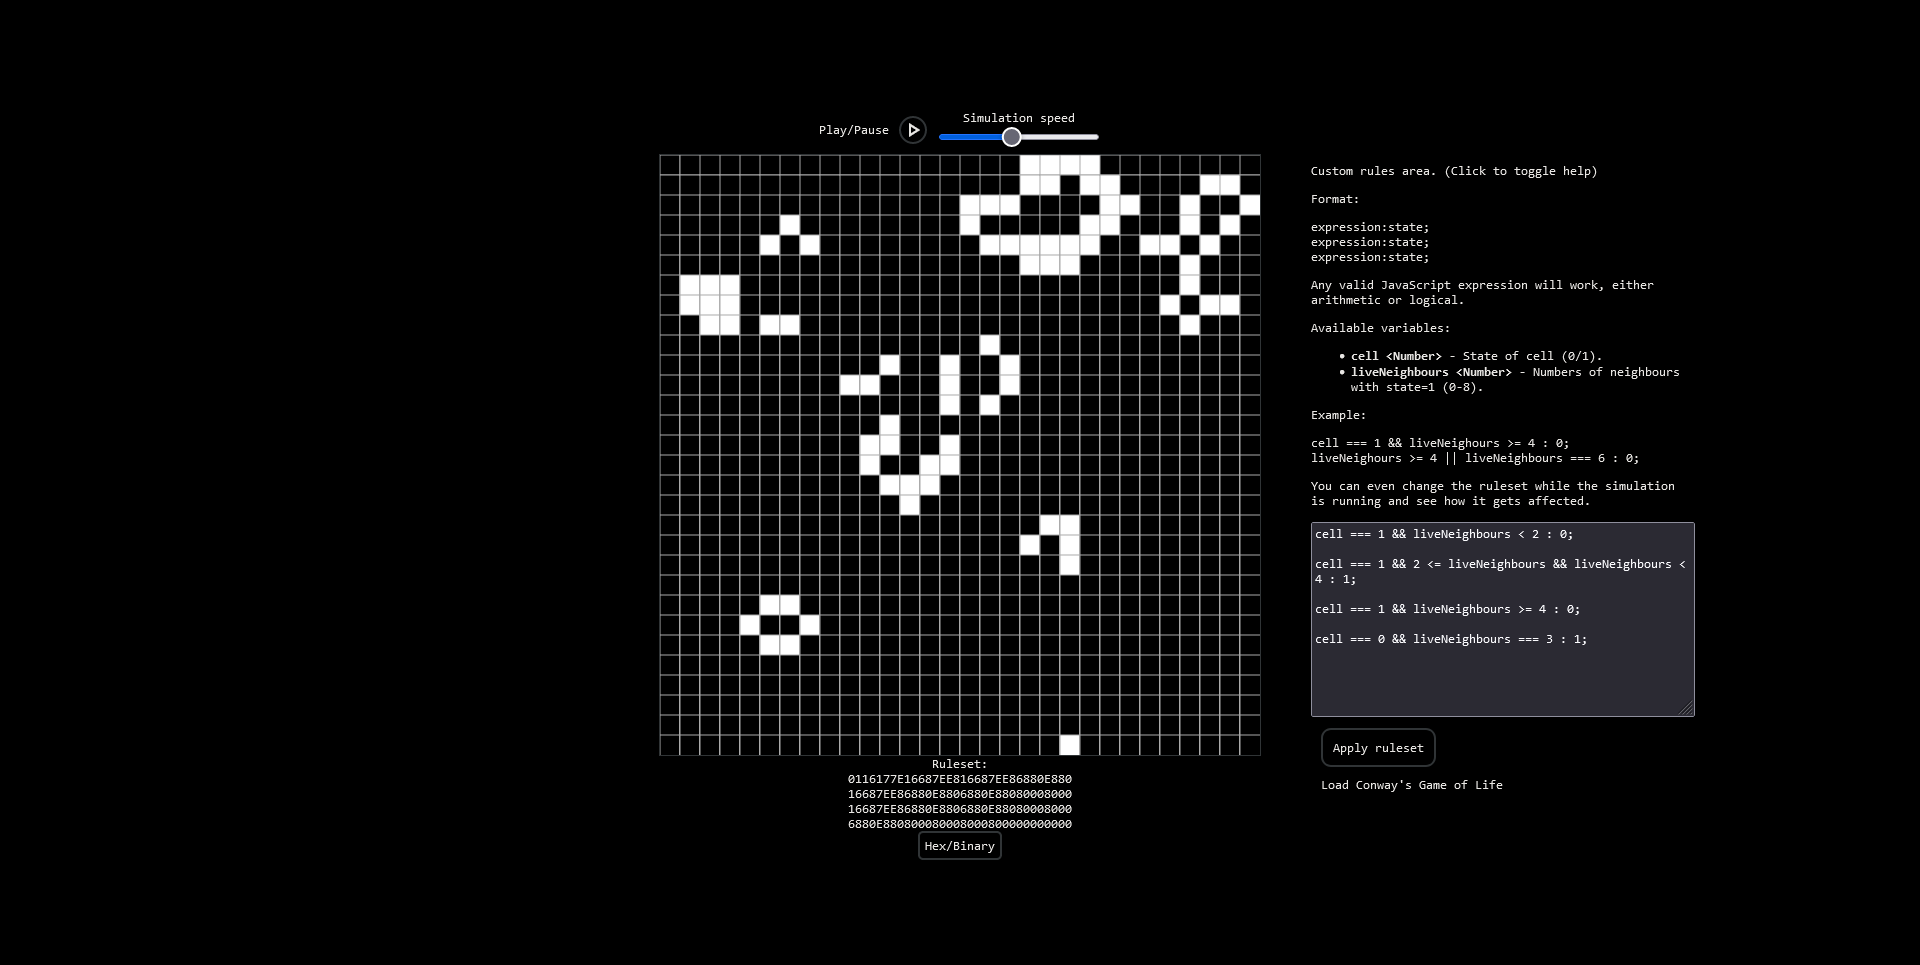 Simulation speed
Play/Pause
Custom rules area. (Click to toggle help)
Format:
expression:state;
expression:state;
expression:state;
Any valid JavaScript expression will work, either
arithmetic or logical.
Available variables:
• cell <Number> - State of cell (0/1).
• liveNeighbours <Number> - Numbers of neighbours
with state=1 (0-8).
Example:
cell === 1 && liveNeighours >= 4 : 0;
liveNeighours >= 4 || liveNeighbours === 6 : 0;
You can even change the ruleset while the simulation
is running and see how it gets affected.
cell === 1 && liveNeighbours < 2 : 0;
cell === 1 && 2 <= liveNeighbours && liveNeighbours <
4 : 1;
cell === 1 && liveNeighbours >= 4 : 0;
cell === 0 && liveNeighbours === 3 : 1;
Apply ruleset
Load Conway's Game of Life
Ruleset:
0116177E16687EE816687EE86880E880
16687EE86880E8806880E88080008000
16687EE86880E8806880E88080008000
6880E880800080008000800000000000
Hex/Binary